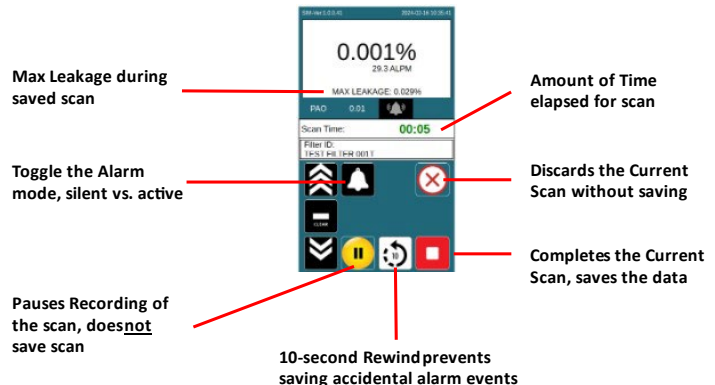 SIM-Ver:1.0.0.41 2024-02-16 10:35:41
0.001%
29.3 ALPM
MAX LEAKAGE: 0.029%
PAO 0.01
Scan Time: 00:05
Filter ID:
TEST FILTER 001T
CLEAR
10
Max Leakage during
saved scan
Amount of Time
elapsed for scan
Toggle the Alarm
mode, silent vs. active
Discards the Current
Scan without saving
Completes the Current
Scan, saves the data
Pauses Recording of
the scan, does not
save scan
10-second Rewind prevents
saving accidental alarm events